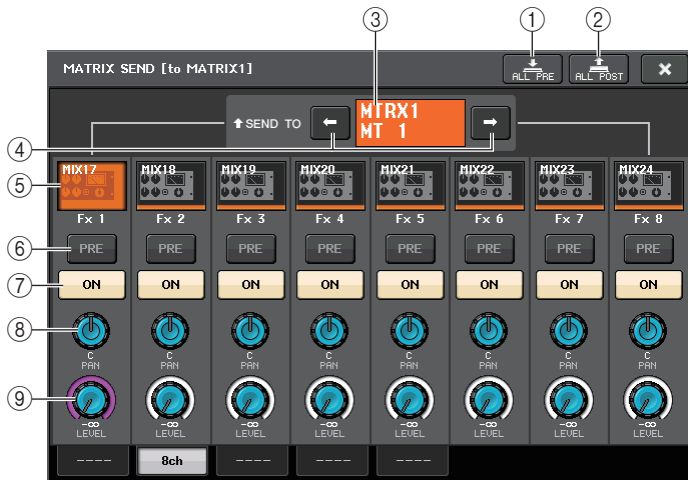 ① ② ③
MATRIX SEND [to MATRIX1]
ALL PRE
ALL POST
×
④ SEND TO
MTRX1
MT 1
⑤ MIX17 MIX18 MIX19 MIX20 MIX21 MIX22 MIX23 MIX24
Fx 1 Fx 2 Fx 3 Fx 4 Fx 5 Fx 6 Fx 7 Fx 8
⑥ PRE PRE PRE PRE PRE PRE PRE PRE
⑦ ON ON ON ON ON ON ON ON
⑧ C C C C C C C C
PAN PAN PAN PAN PAN PAN PAN PAN
⑨ -∞ -∞ -∞ -∞ -∞ -∞ -∞ -∞
LEVEL LEVEL LEVEL LEVEL LEVEL LEVEL LEVEL LEVEL
---- 8ch ---- ---- ----